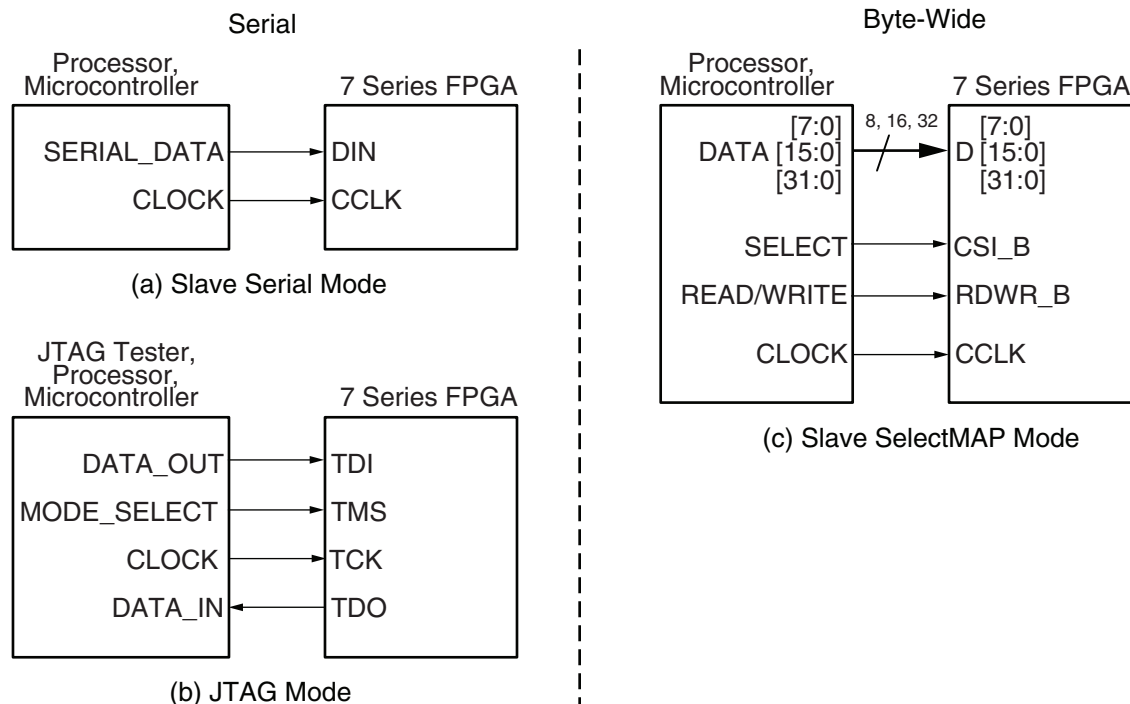 Serial
Processor,
Microcontroller
7 Series FPGA
SERIAL_DATA
DIN
CLOCK
CCLK
(a) Slave Serial Mode
JTAG Tester,
Processor,
Microcontroller
7 Series FPGA
DATA_OUT
TDI
MODE_SELECT
TMS
CLOCK
TCK
DATA_IN
TDO
(b) JTAG Mode
Byte-Wide
Processor,
Microcontroller
7 Series FPGA
[7:0]
DATA [15:0]
[31:0]
8, 16, 32
[7:0]
D [15:0]
[31:0]
SELECT
CSI_B
READ/WRITE
RDWR_B
CLOCK
CCLK
(c) Slave SelectMAP Mode